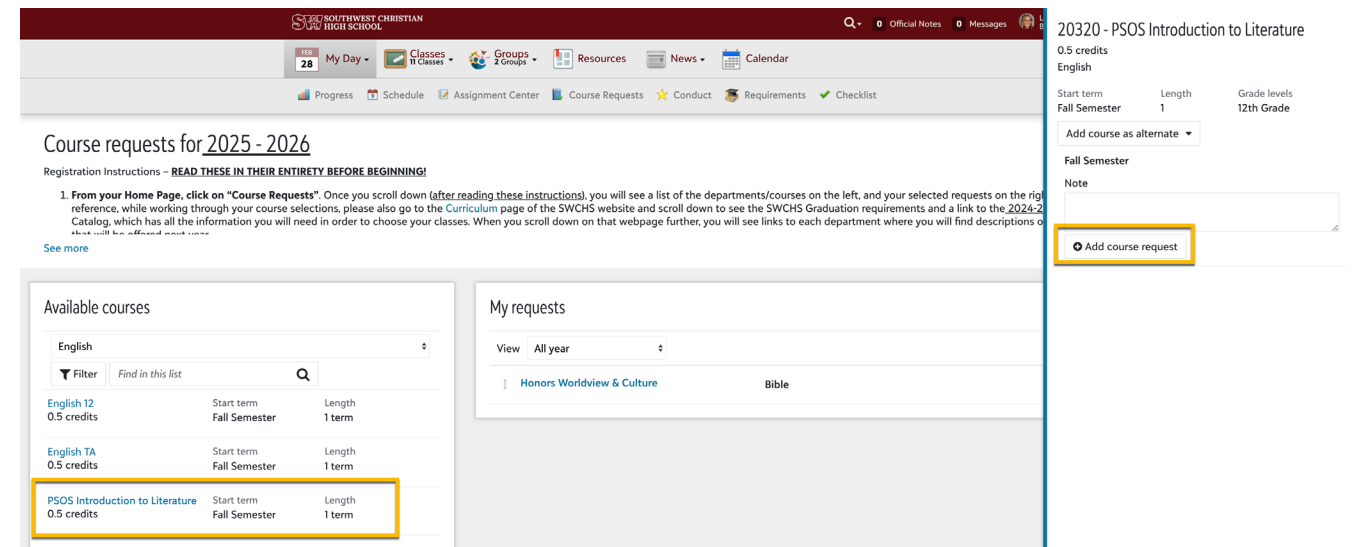 SOUTHWEST CHRISTIAN
HIGH SCHOOL
0 Official Notes 0 Messages
FEB
28
My Day
Classes
11 Classes
Groups
2 Groups
Resources
News
Calendar
Progress
Schedule
Assignment Center
Course Requests
Conduct
Requirements
Checklist
Course requests for 2025 - 2026
Registration Instructions – READ THESE IN THEIR ENTIRETY BEFORE BEGINNING!
1. From your Home Page, click on “Course Requests”. Once you scroll down (after reading these instructions), you will see a list of the departments/courses on the left, and your selected requests on the rig
reference, while working through your course selections, please also go to the Curriculum page of the SWCHS website and scroll down to see the SWCHS Graduation requirements and a link to the 2024-2
Catalog, which has all the information you will need in order to choose your classes. When you scroll down on that webpage further, you will see links to each department where you will find descriptions o
that will be offered next year
See more
Available courses
English
Filter
Find in this list
English 12 Start term Length
0.5 credits Fall Semester 1 term
English TA Start term Length
0.5 credits Fall Semester 1 term
PSOS Introduction to Literature Start term Length
0.5 credits Fall Semester 1 term
My requests
View All year
Honors Worldview & Culture Bible
20320 - PSOS Introduction to Literature
0.5 credits
English
Start term Length Grade levels
Fall Semester 1 12th Grade
Add course as alternate
Fall Semester
Note
Add course request